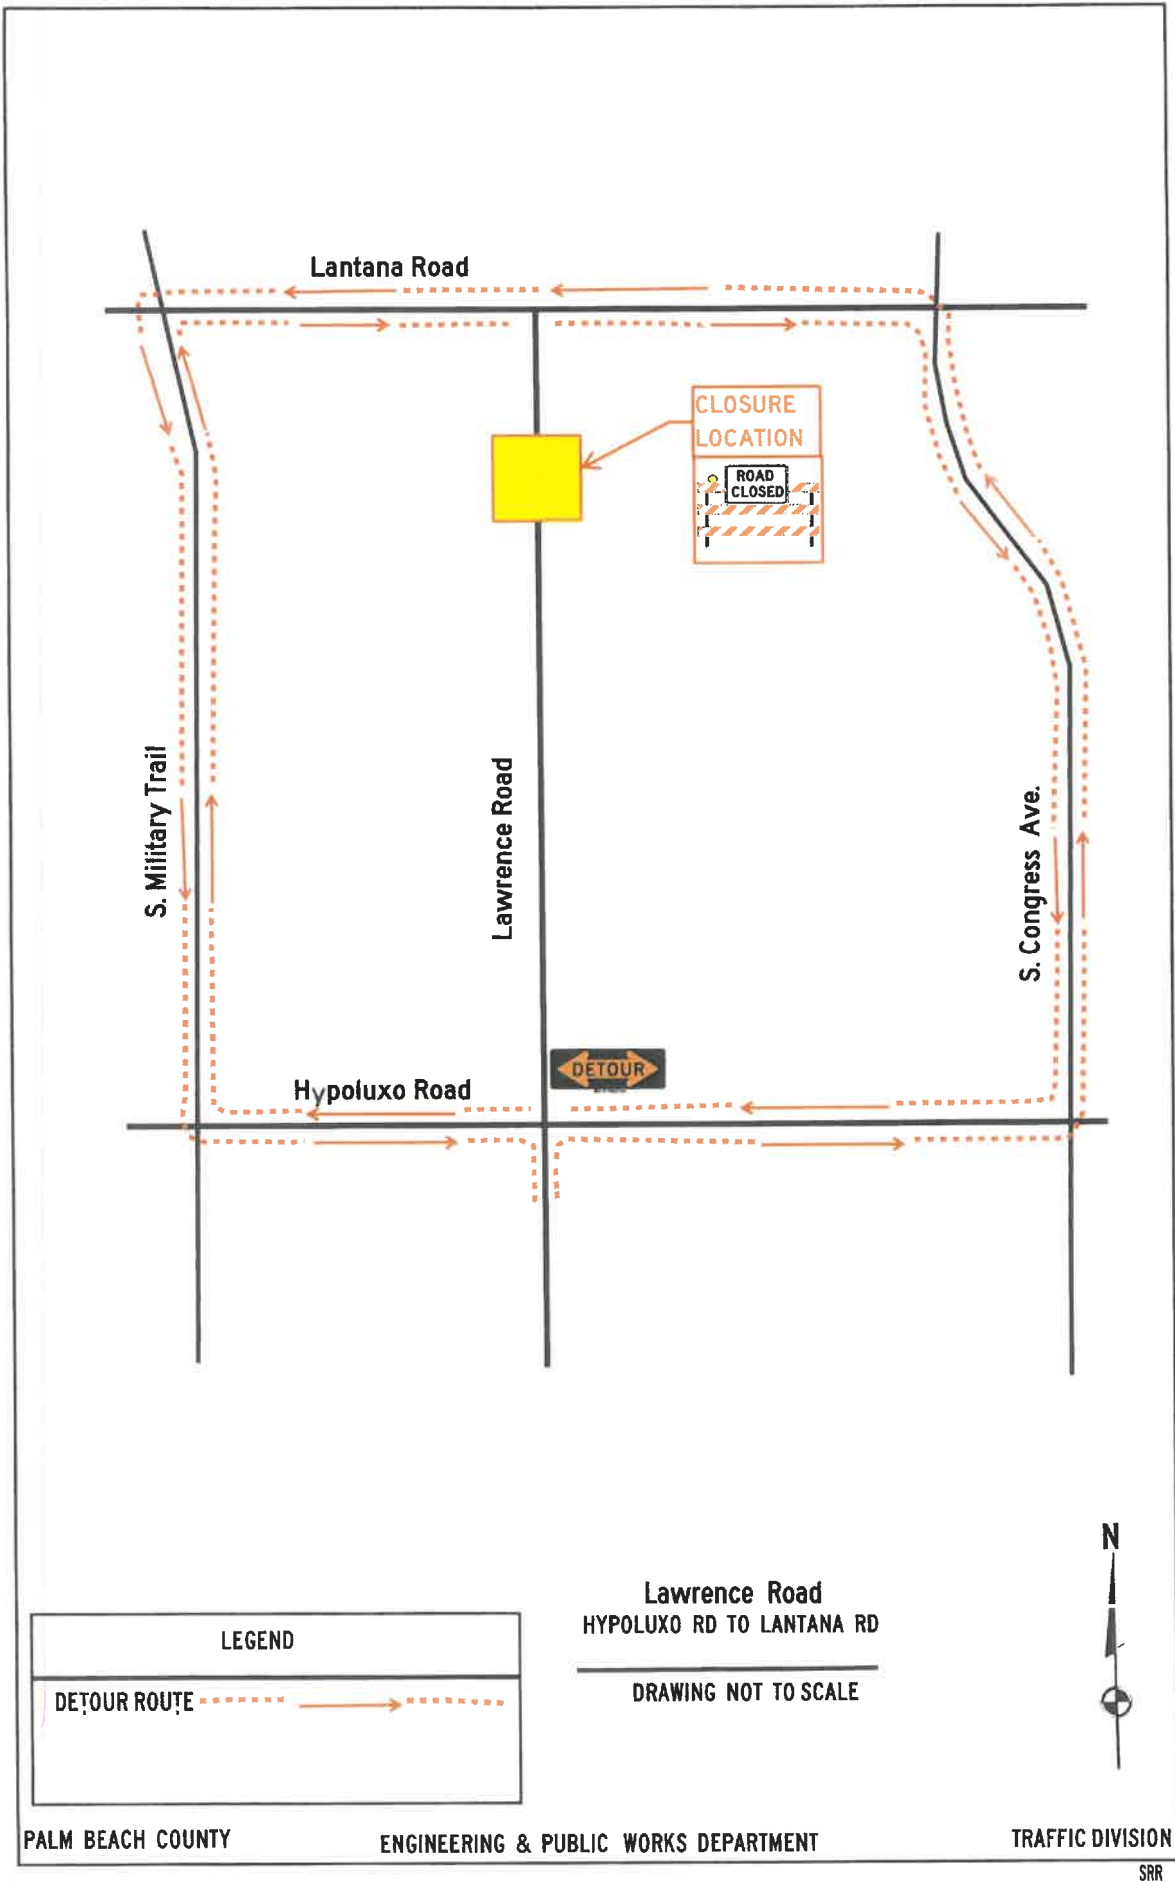 Lantana Road
CLOSURE
LOCATION
ROAD
CLOSED
S. Military Trail
Lawrence Road
S. Congress Ave.
DETOUR
Hypoluxo Road
N
Lawrence Road
HYPOLUXO RD TO LANTANA RD
DRAWING NOT TO SCALE
LEGEND
DETOUR ROUTE
PALM BEACH COUNTY
ENGINEERING & PUBLIC WORKS DEPARTMENT
TRAFFIC DIVISION
SRR